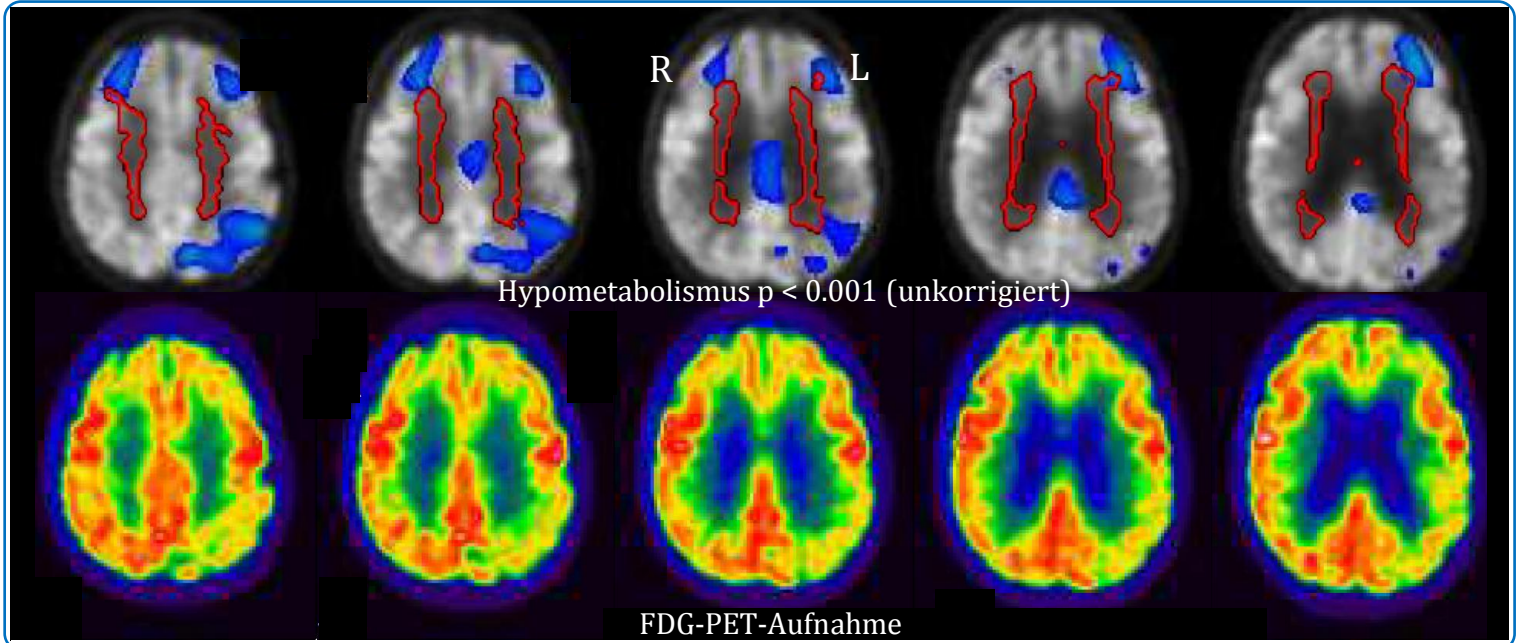 R L
Hypometabolismus p < 0.001 (unkorrigiert)
FDG-PET-Aufnahme